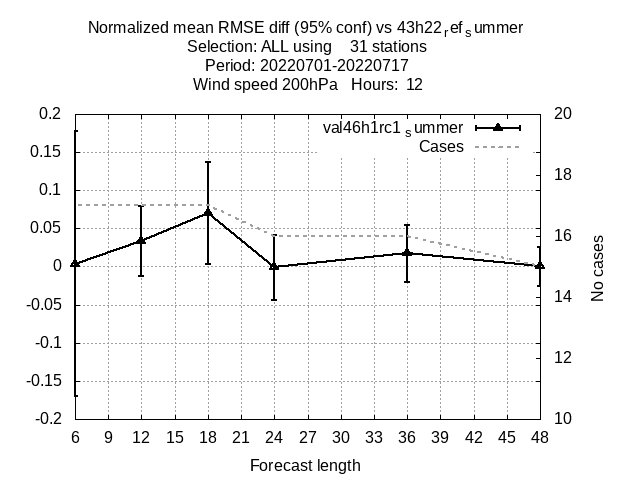 Normalized mean RMSE diff (95% conf) vs 43h22refsummer
Selection: ALL using 31 stations
Period: 20220701-20220717
Wind speed 200hPa Hours: 12
val46h1rc1summer
Cases
0.2
0.15
0.1
0.05
0
-0.05
-0.1
-0.15
-0.2
20
18
16
14
12
10
No cases
6 9 12 15 18 21 24 27 30 33 36 39 42 45 48
Forecast length